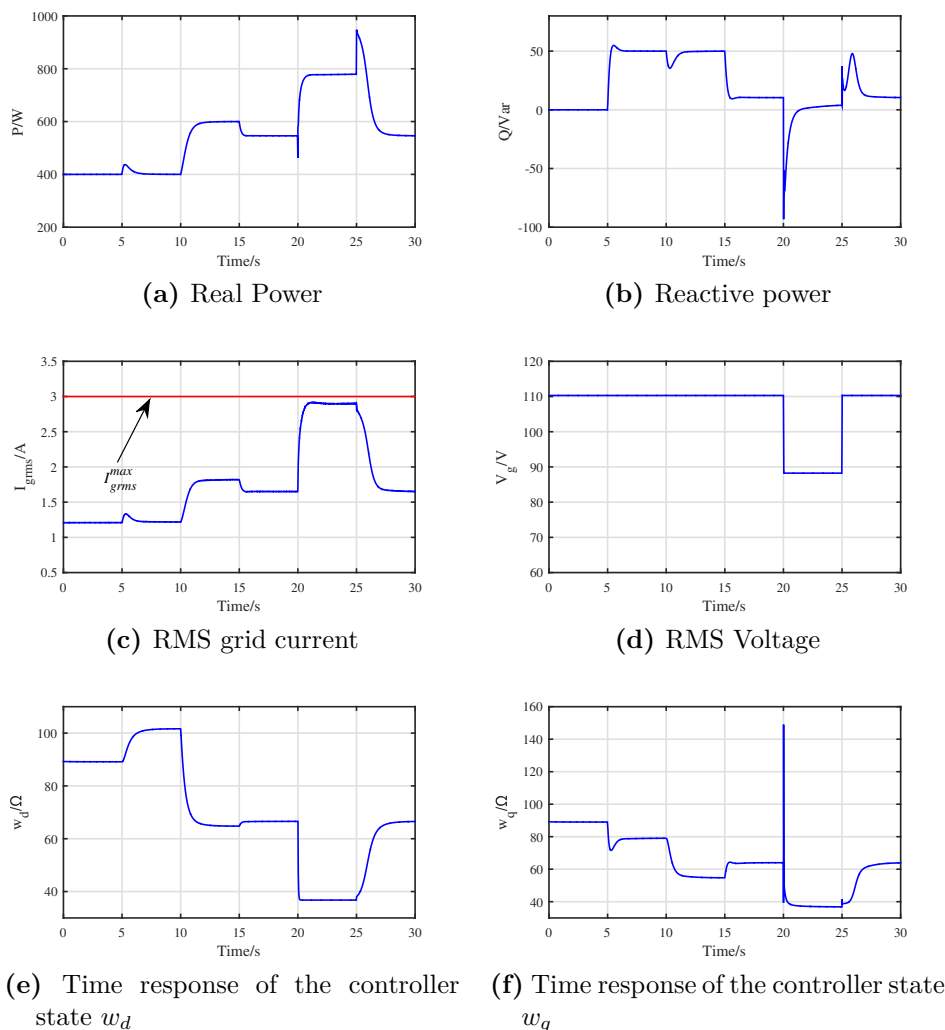 1000
800
600
400
200
P/W
0 5 10 15 20 25 30
Time/s
(a) Real Power
50
0
-50
-100
Q/Var
0 5 10 15 20 25 30
Time/s
(b) Reactive power
3.5
3
2.5
2
1.5
1
0.5
I_grms/A
I^max_grms
0 5 10 15 20 25 30
Time/s
(c) RMS grid current
120
110
100
90
80
70
60
V_g/V
0 5 10 15 20 25 30
Time/s
(d) RMS Voltage
100
80
60
40
w_d/Ω
0 5 10 15 20 25 30
Time/s
(e) Time response of the controller
state w_d
160
140
120
100
80
60
40
w_q/Ω
0 5 10 15 20 25 30
Time/s
(f) Time response of the controller state
w_q